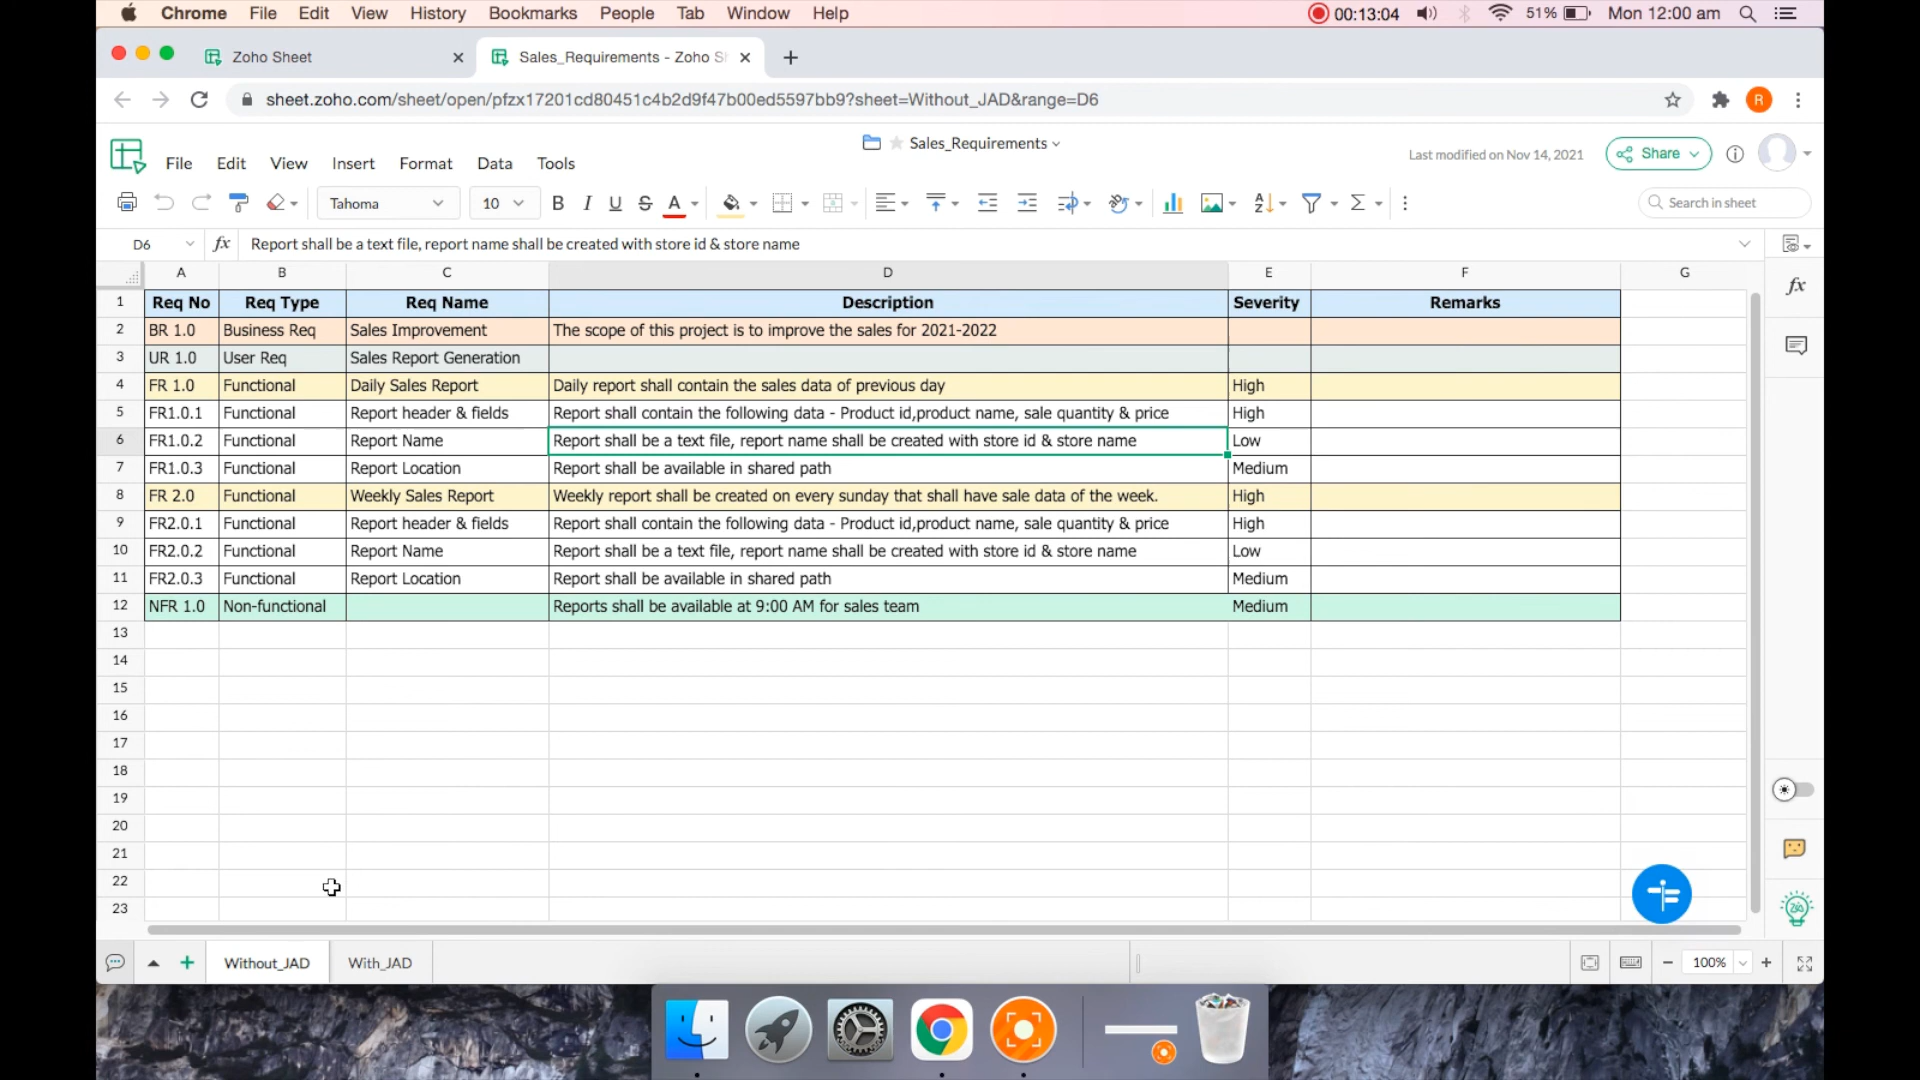 Chrome File Edit View History Bookmarks People Tab Window Help 00:13:04 51% Mon 12:00 am
Zoho Sheet Sales_Requirements - Zoho S
sheet.zoho.com/sheet/open/pfzx17201cd80451c4b2d9f47b00ed5597bb9?sheet=Without_JAD&range=D6 R
Sales_Requirements
File Edit View Insert Format Data Tools Last modified on Nov 14, 2021 Share
Tahoma 10 B I U S A Search in sheet
D6 fx Report shall be a text file, report name shall be created with store id & store name
A B C D E F G
1 Req No Req Type Req Name Description Severity Remarks
2 BR 1.0 Business Req Sales Improvement The scope of this project is to improve the sales for 2021-2022
3 UR 1.0 User Req Sales Report Generation
4 FR 1.0 Functional Daily Sales Report Daily report shall contain the sales data of previous day High
5 FR1.0.1 Functional Report header & fields Report shall contain the following data - Product id,product name, sale quantity & price High
6 FR1.0.2 Functional Report Name Report shall be a text file, report name shall be created with store id & store name Low
7 FR1.0.3 Functional Report Location Report shall be available in shared path Medium
8 FR 2.0 Functional Weekly Sales Report Weekly report shall be created on every sunday that shall have sale data of the week. High
9 FR2.0.1 Functional Report header & fields Report shall contain the following data - Product id,product name, sale quantity & price High
10 FR2.0.2 Functional Report Name Report shall be a text file, report name shall be created with store id & store name Low
11 FR2.0.3 Functional Report Location Report shall be available in shared path Medium
12 NFR 1.0 Non-functional Reports shall be available at 9:00 AM for sales team Medium
13
14
15
16
17
18
19
20
21
22
23
Without_JAD With_JAD 100%